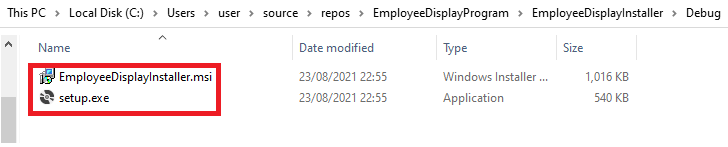 This PC > Local Disk (C:) > Users > user > source > repos > EmployeeDisplayProgram > EmployeeDisplayInstaller > Debug
Name Date modified Type Size
EmployeeDisplayInstaller.msi 23/08/2021 22:55 Windows Installer ... 1,016 KB
setup.exe 23/08/2021 22:55 Application 540 KB